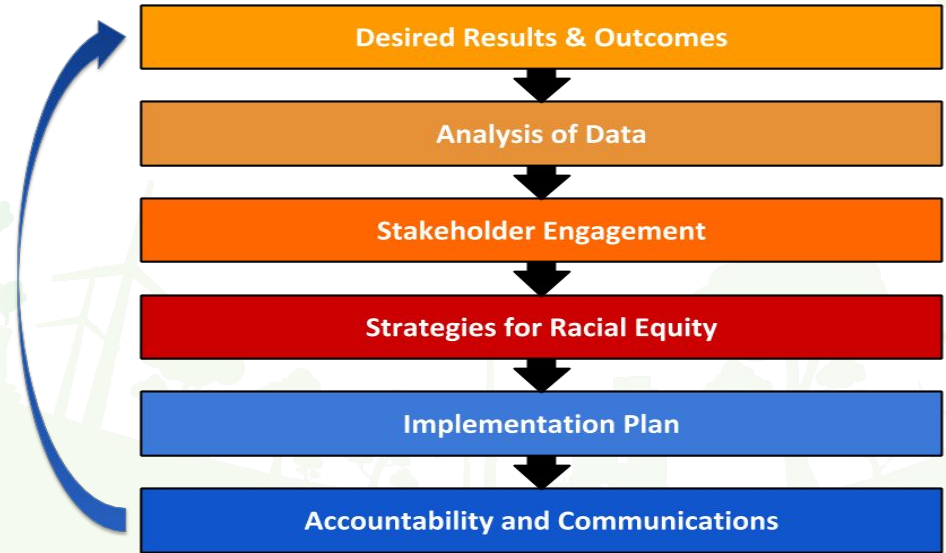 Desired Results & Outcomes
Analysis of Data
Stakeholder Engagement
Strategies for Racial Equity
Implementation Plan
Accountability and Communications